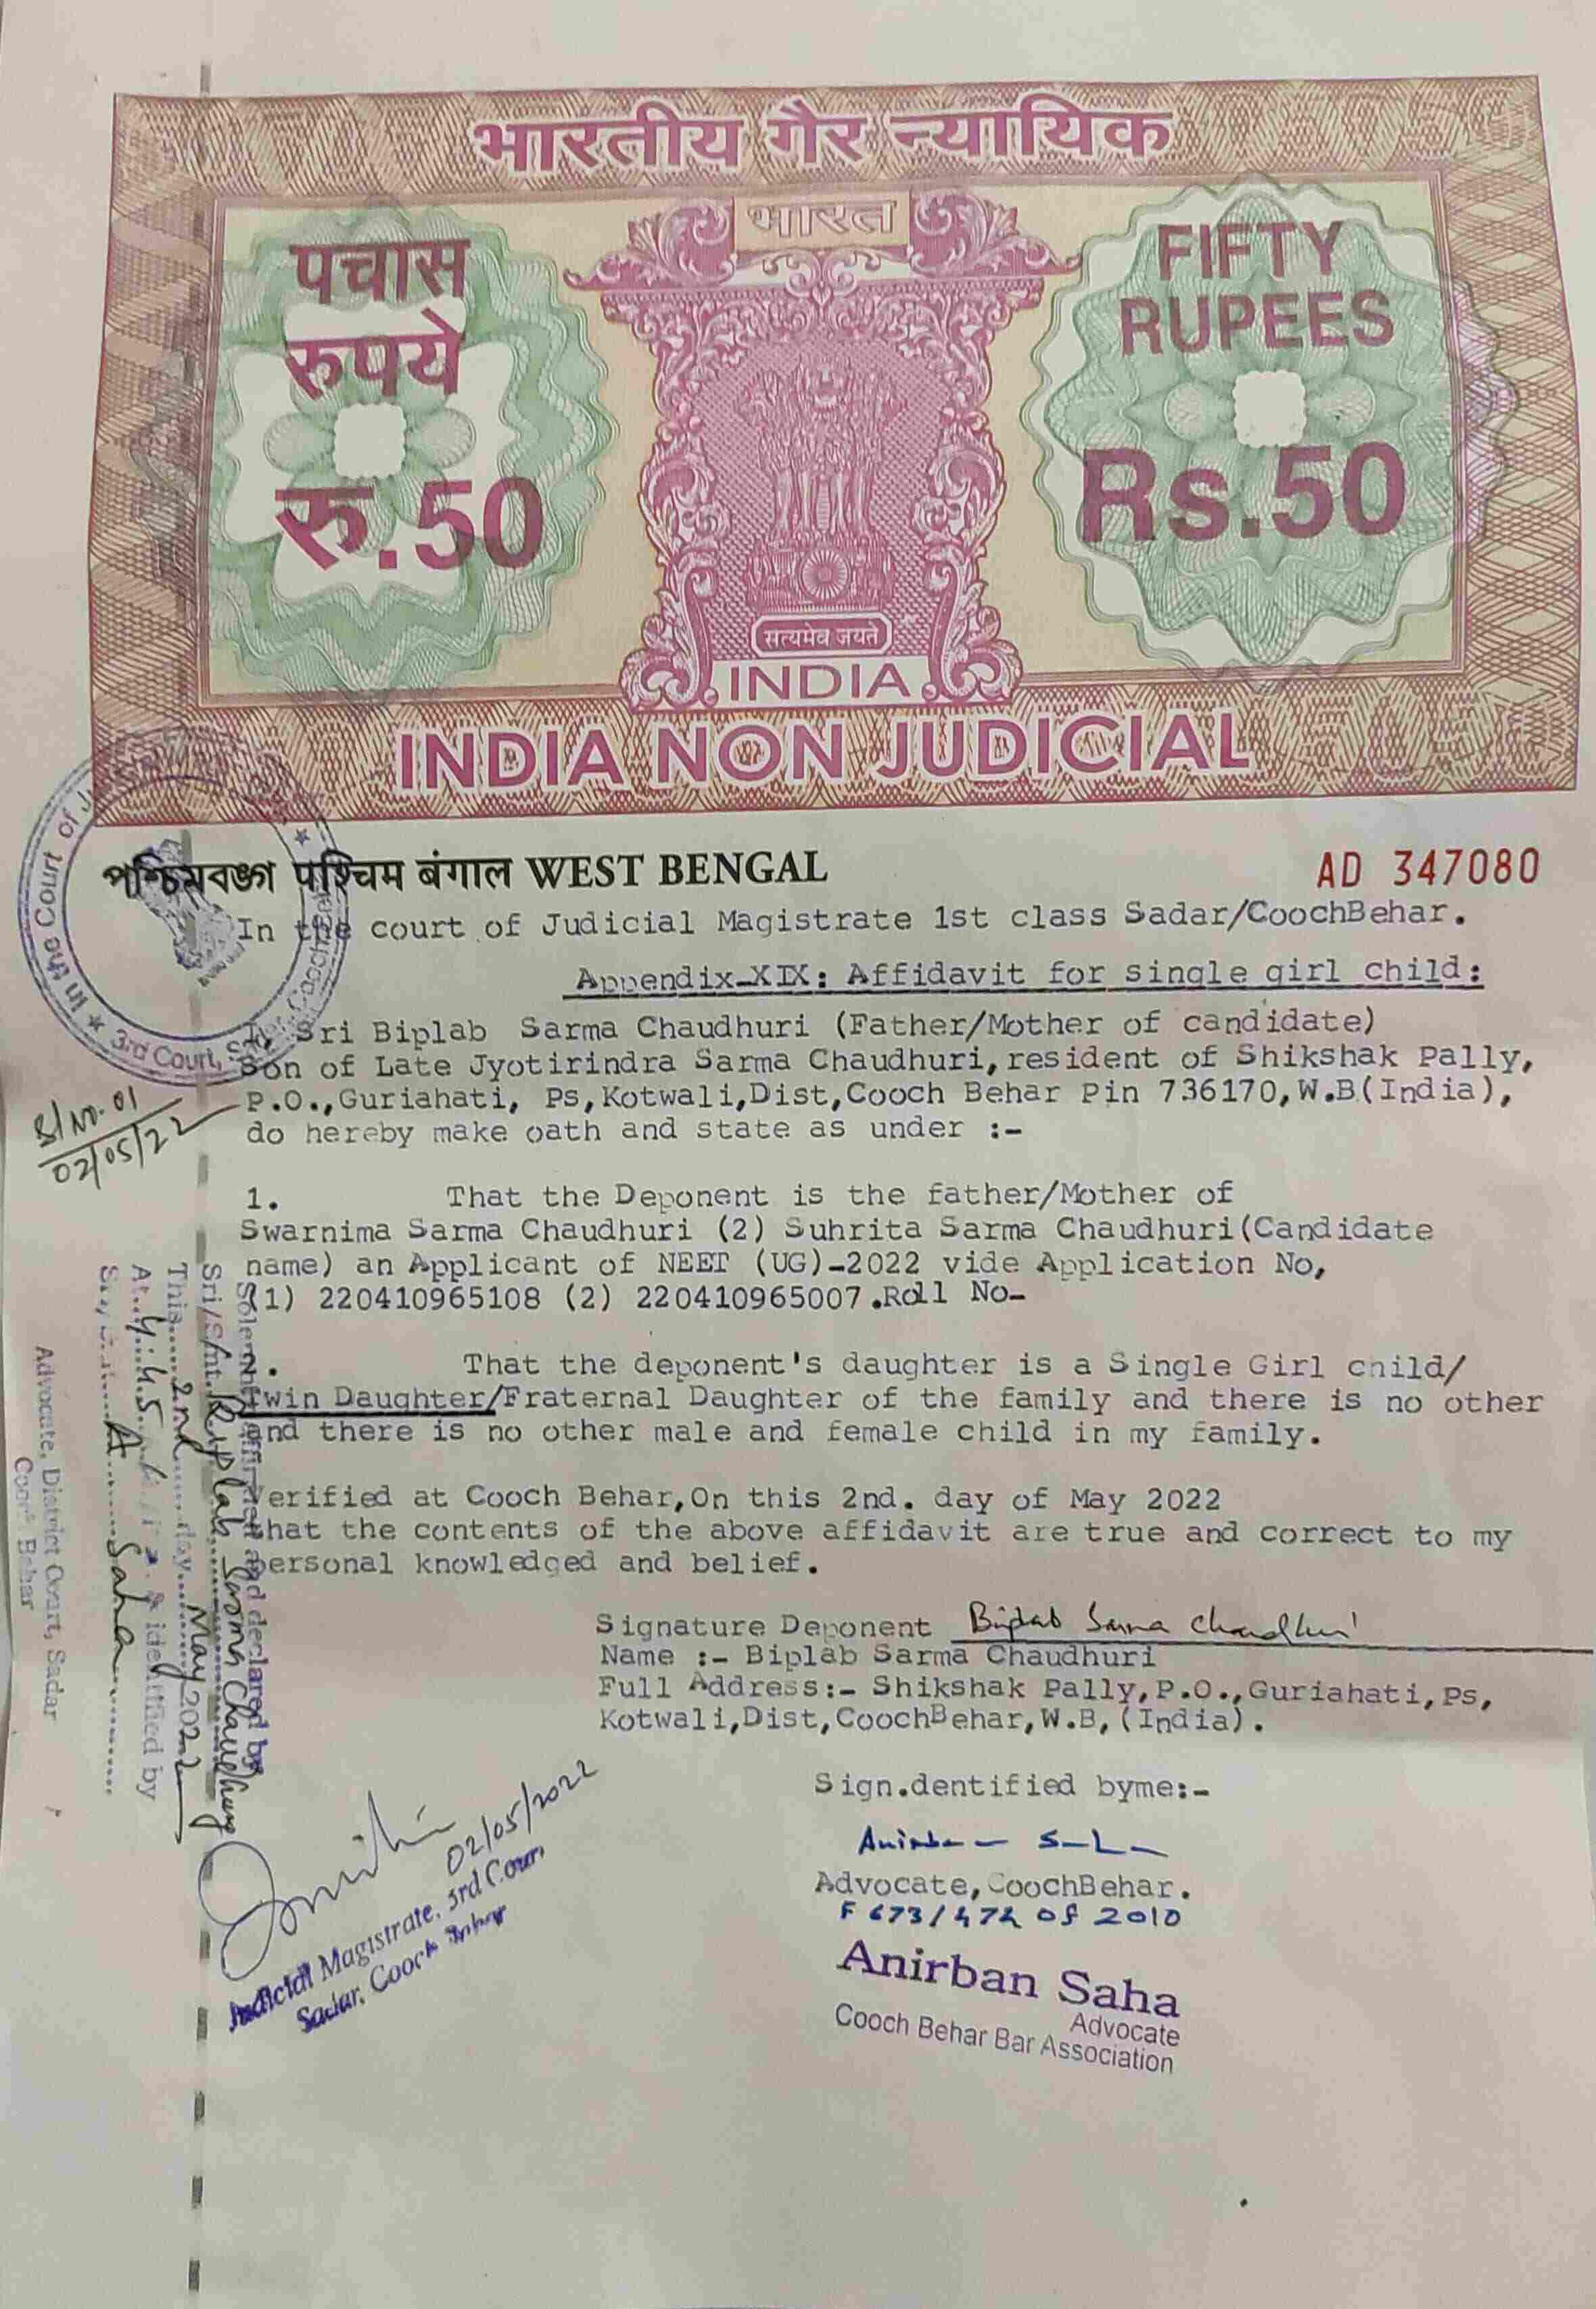 भारतीय गैर न्यायिक
भारत
पचास
रुपये
रु.50
FIFTY
RUPEES
Rs.50
सत्यमेव जयते
INDIA
INDIA NON JUDICIAL
পশ্চিমবঙ্গ पश्चिम बंगाल WEST BENGAL
AD 347080
In the court of Judicial Magistrate 1st class Sadar/CoochBehar.
Appendix-XIX: Affidavit for single girl child:
In the Court of
3rd Court,
Sri Biplab Sarma Chaudhuri (Father/Mother of candidate)
Son of Late Jyotirindra Sarma Chaudhuri, resident of Shikshak Pally,
P.O.,Guriahati, Ps,Kotwali,Dist,Cooch Behar Pin 736170,W.B(India),
do hereby make oath and state as under :-
Sl No. 01
02/05/22
1. That the Deponent is the father/Mother of
Swarnima Sarma Chaudhuri (2) Suhrita Sarma Chaudhuri(Candidate
name) an Applicant of NEET (UG)-2022 vide Application No,
(1) 220410965108 (2) 220410965007.Roll No-
2. That the deponent's daughter is a Single Girl child/
Twin Daughter/Fraternal Daughter of the family and there is no other
and there is no other male and female child in my family.
Verified at Cooch Behar,On this 2nd. day of May 2022
that the contents of the above affidavit are true and correct to my
personal knowledged and belief.
Signature Deponent Biplab Sarma Chaudhuri
Name :- Biplab Sarma Chaudhuri
Full Address:- Shikshak Pally,P.O.,Guriahati,Ps,
Kotwali,Dist,CoochBehar,W.B,(India).
Sign.dentified byme:-
Anirban Saha
Advocate,CoochBehar.
F 673/474 of 2010
Anirban Saha
Advocate
Cooch Behar Bar Association
02/05/2022
Judicial Magistrate, 3rd Court
Sadar, Cooch Behar
and declared by
Sri/Smt. Biplab Sarma Chaudhury
This 2nd day May 2022
At 4:45 identified by
A Saha
Advocate, District Court, Sadar
Cooch Behar